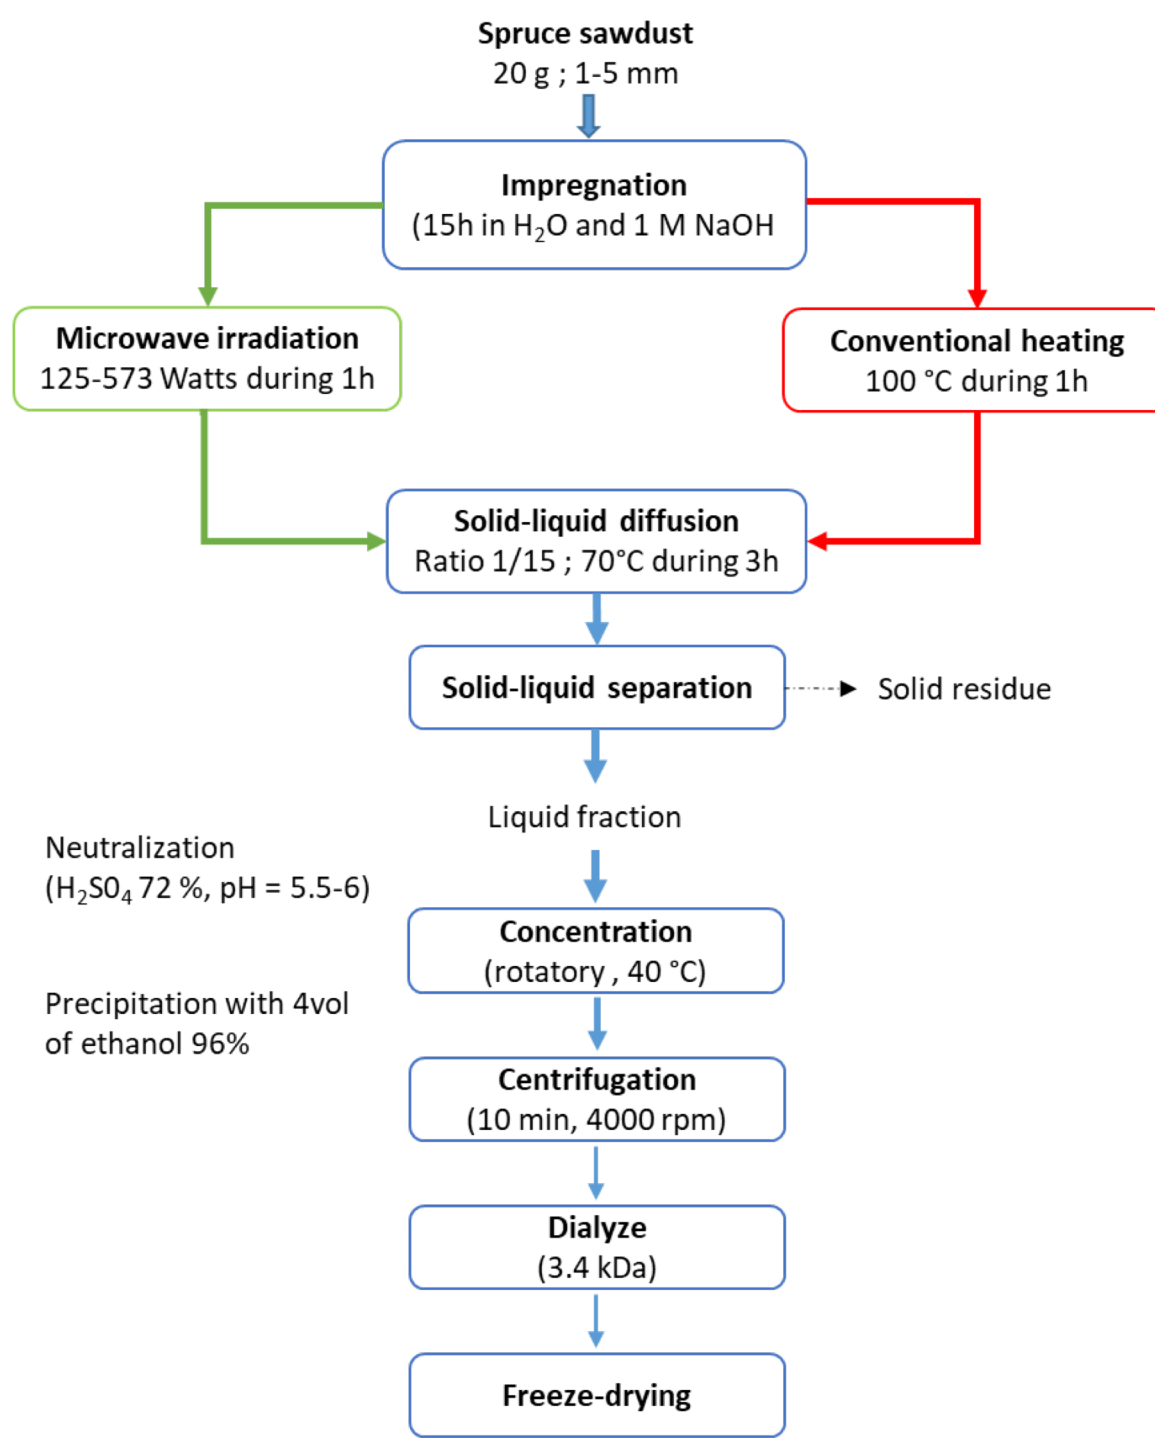 Spruce sawdust
20 g ; 1-5 mm
Impregnation
(15h in H₂O and 1 M NaOH
Microwave irradiation
125-573 Watts during 1h
Conventional heating
100 °C during 1h
Solid-liquid diffusion
Ratio 1/15 ; 70°C during 3h
Solid-liquid separation
Solid residue
Liquid fraction
Neutralization
(H₂S0₄ 72 %, pH = 5.5-6)
Concentration
(rotatory , 40 °C)
Precipitation with 4vol
of ethanol 96%
Centrifugation
(10 min, 4000 rpm)
Dialyze
(3.4 kDa)
Freeze-drying